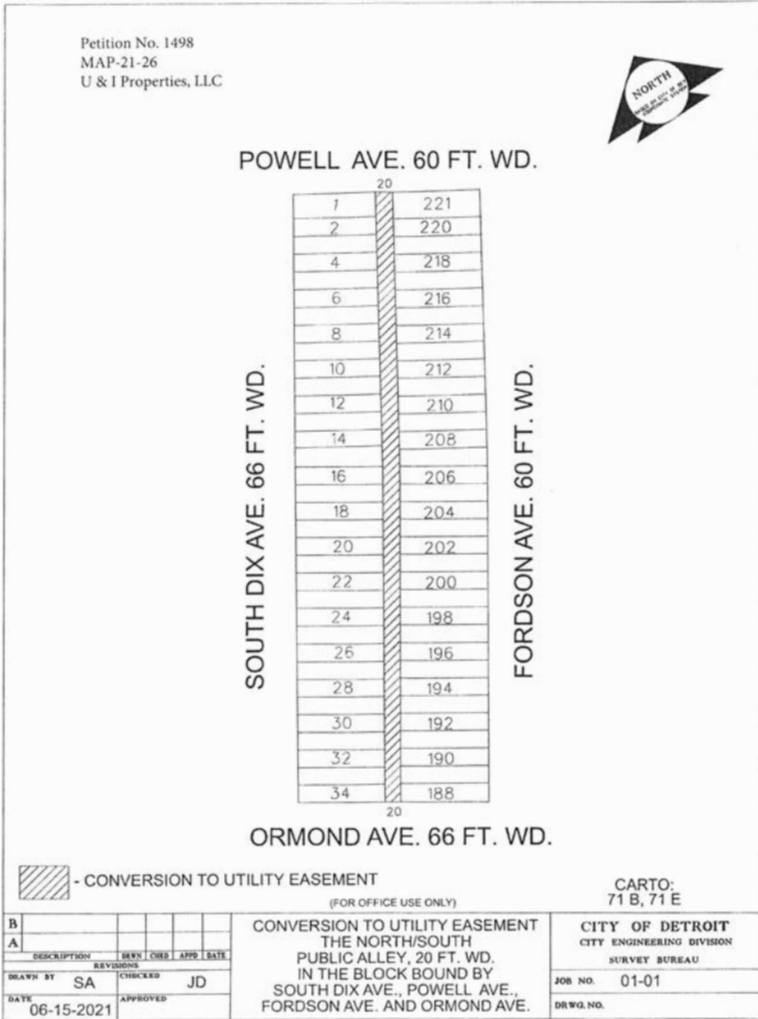 Petition No. 1498
MAP-21-26
U & I Properties, LLC
NORTH
POWELL AVE. 60 FT. WD.
20
1 221
2 220
4 218
6 216
8 214
10 212
12 210
14 208
16 206
18 204
20 202
22 200
24 198
26 196
28 194
30 192
32 190
34 188
20
SOUTH DIX AVE. 66 FT. WD.
FORDSON AVE. 60 FT. WD.
ORMOND AVE. 66 FT. WD.
- CONVERSION TO UTILITY EASEMENT
(FOR OFFICE USE ONLY)
CARTO:
71 B, 71 E
B
A
DESCRIPTION DRWN CHKD APPD DATE
REVISIONS
DRAWN BY SA CHECKED JD
DATE 06-15-2021 APPROVED
CONVERSION TO UTILITY EASEMENT
THE NORTH/SOUTH
PUBLIC ALLEY, 20 FT. WD.
IN THE BLOCK BOUND BY
SOUTH DIX AVE., POWELL AVE.,
FORDSON AVE. AND ORMOND AVE.
CITY OF DETROIT
CITY ENGINEERING DIVISION
SURVEY BUREAU
JOB NO. 01-01
DRWG. NO.